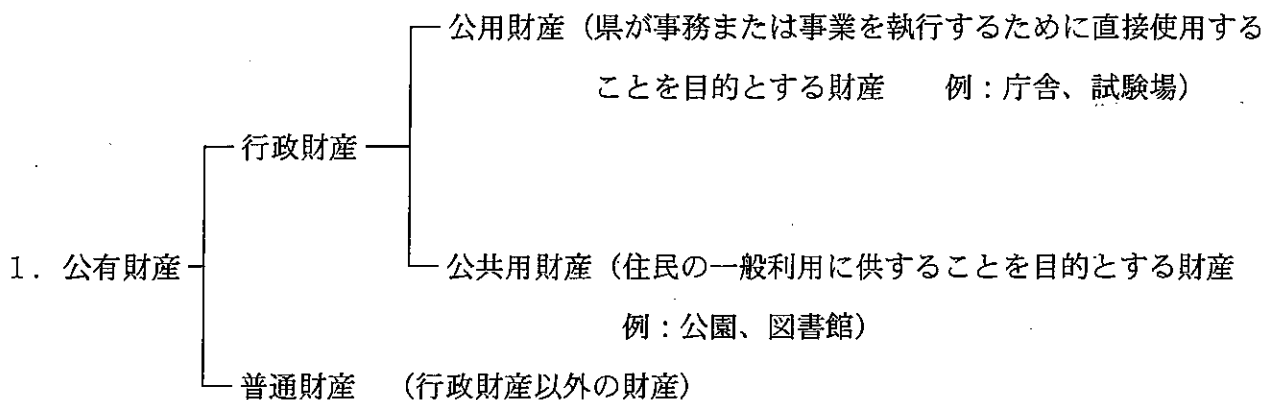 公用財産（県が事務または事業を執行するために直接使用する
ことを目的とする財産　例：庁舎、試験場）
行政財産
1．公有財産
公共用財産（住民の一般利用に供することを目的とする財産
例：公園、図書館）
普通財産　（行政財産以外の財産）